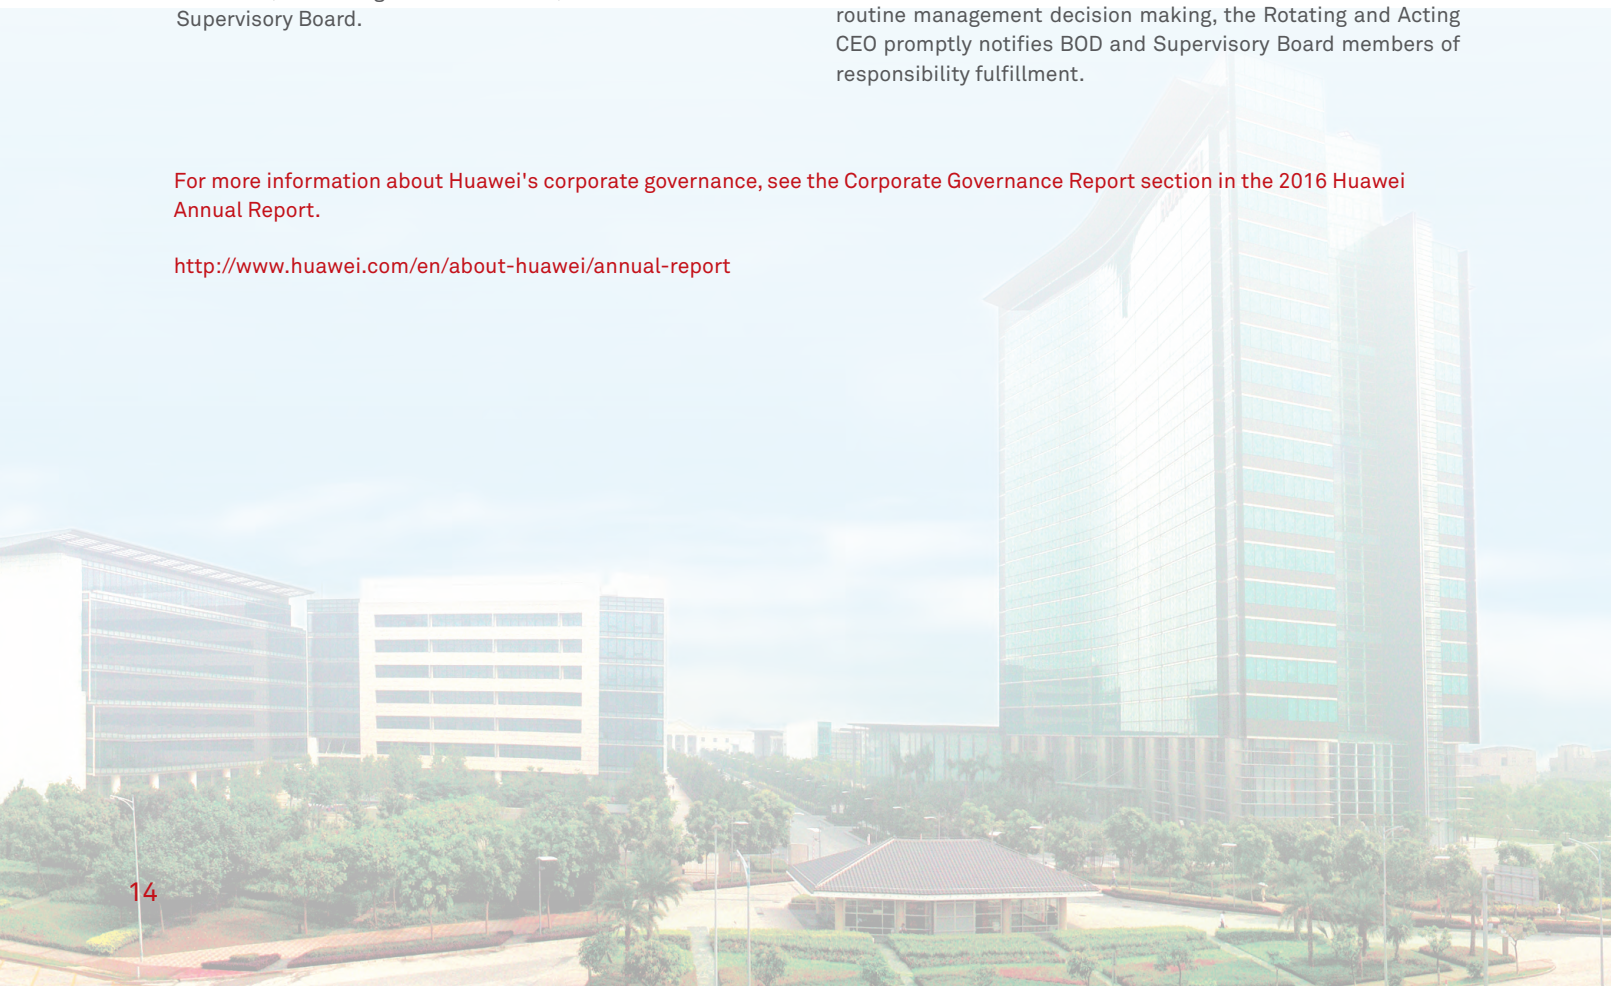 Supervisory Board.
routine management decision making, the Rotating and Acting
CEO promptly notifies BOD and Supervisory Board members of
responsibility fulfillment.
For more information about Huawei's corporate governance, see the Corporate Governance Report section in the 2016 Huawei
Annual Report.
http://www.huawei.com/en/about-huawei/annual-report
14